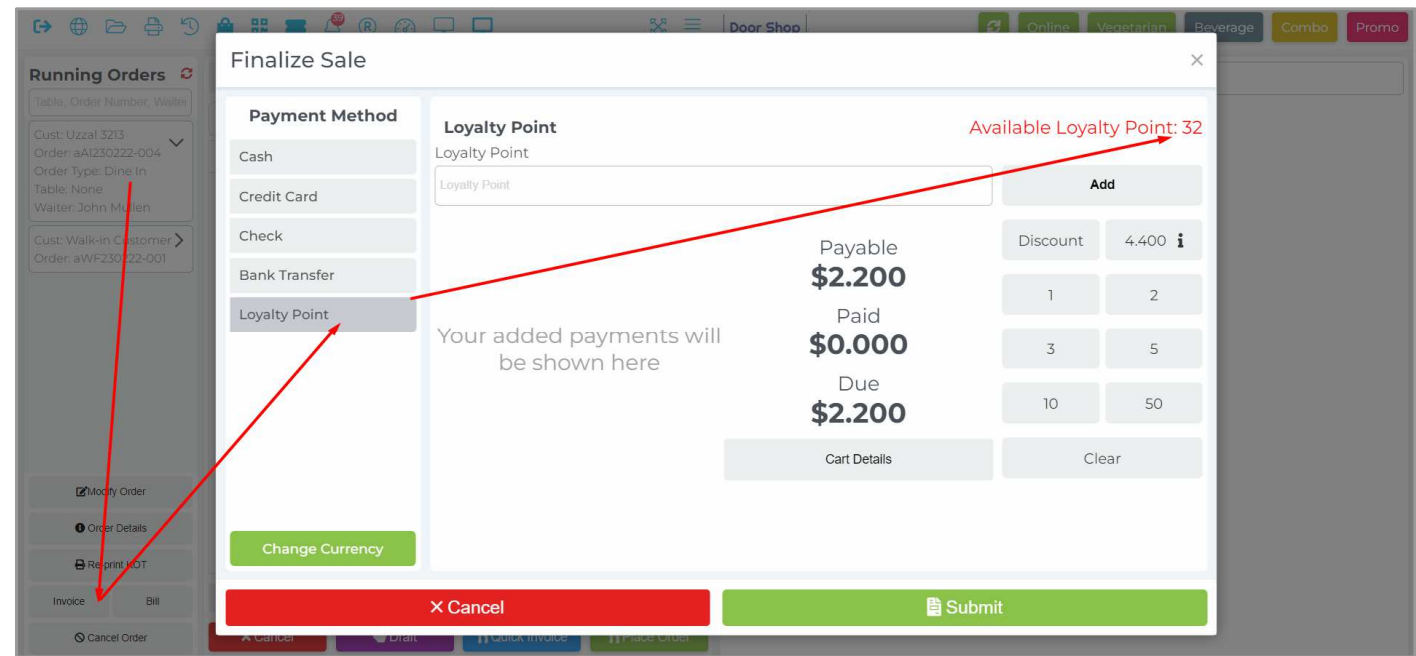 39
R
Door Shop
Online
Vegetarian
Beverage
Combo
Promo
Running Orders
Table, Order Number, Waiter
Cust: Uzzal 3213
Order: aAI230222-004
Order Type: Dine In
Table: None
Waiter: John Mullen
Cust: Walk-in Customer
Order: aWF230222-001
Modify Order
Order Details
Re-print KOT
Invoice
Bill
Cancel Order
Finalize Sale
×
Payment Method
Cash
Credit Card
Check
Bank Transfer
Loyalty Point
Change Currency
Loyalty Point
Available Loyalty Point: 32
Loyalty Point
Loyalty Point
Add
Your added payments will
be shown here
Payable
$2.200
Paid
$0.000
Due
$2.200
Cart Details
Discount
4.400 i
1
2
3
5
10
50
Clear
Cancel
Submit
Cancel
Draft
Quick Invoice
Place Order